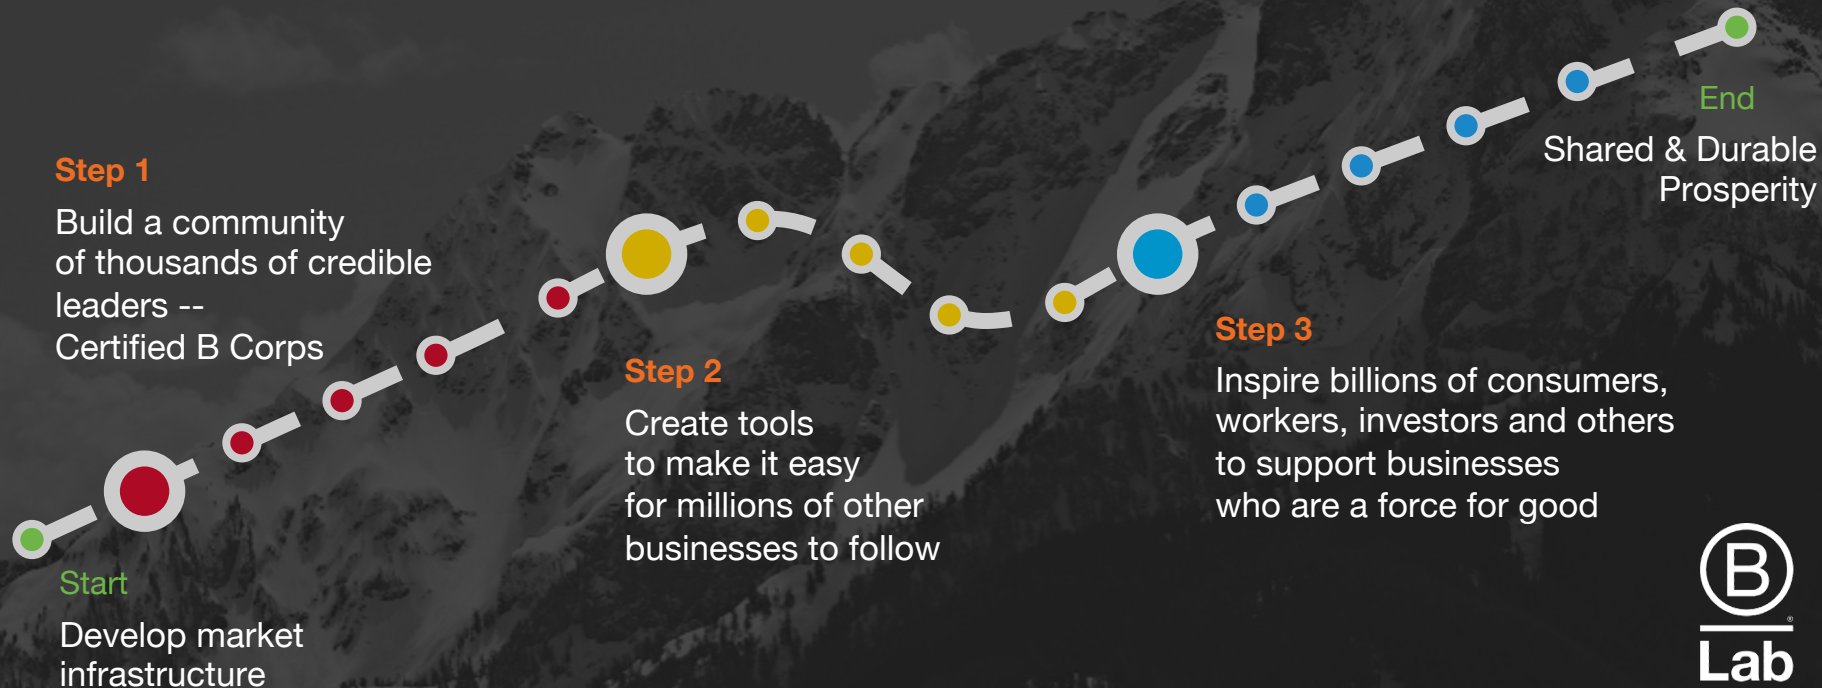 Step 1
Build a community
of thousands of credible
leaders --
Certified B Corps
Start
Develop market
infrastructure
Step 2
Create tools
to make it easy
for millions of other
businesses to follow
Step 3
Inspire billions of consumers,
workers, investors and others
to support businesses
who are a force for good
End
Shared & Durable
Prosperity
B
®
Lab